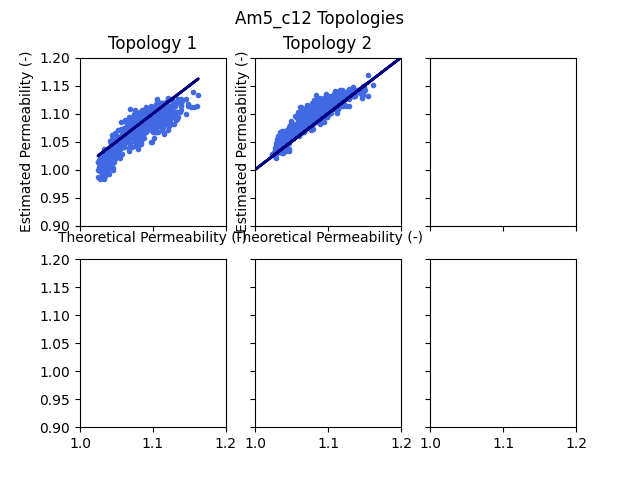 Am5_c12 Topologies
Topology 1
Topology 2
Estimated Permeability (-)
1.20
1.15
1.10
1.05
1.00
0.95
0.90
Estimated Permeability (-)
Theoretical Permeability (-)
Theoretical Permeability (-)
1.20
1.15
1.10
1.05
1.00
0.95
0.90
1.0 1.1 1.2
1.0 1.1 1.2
1.0 1.1 1.2